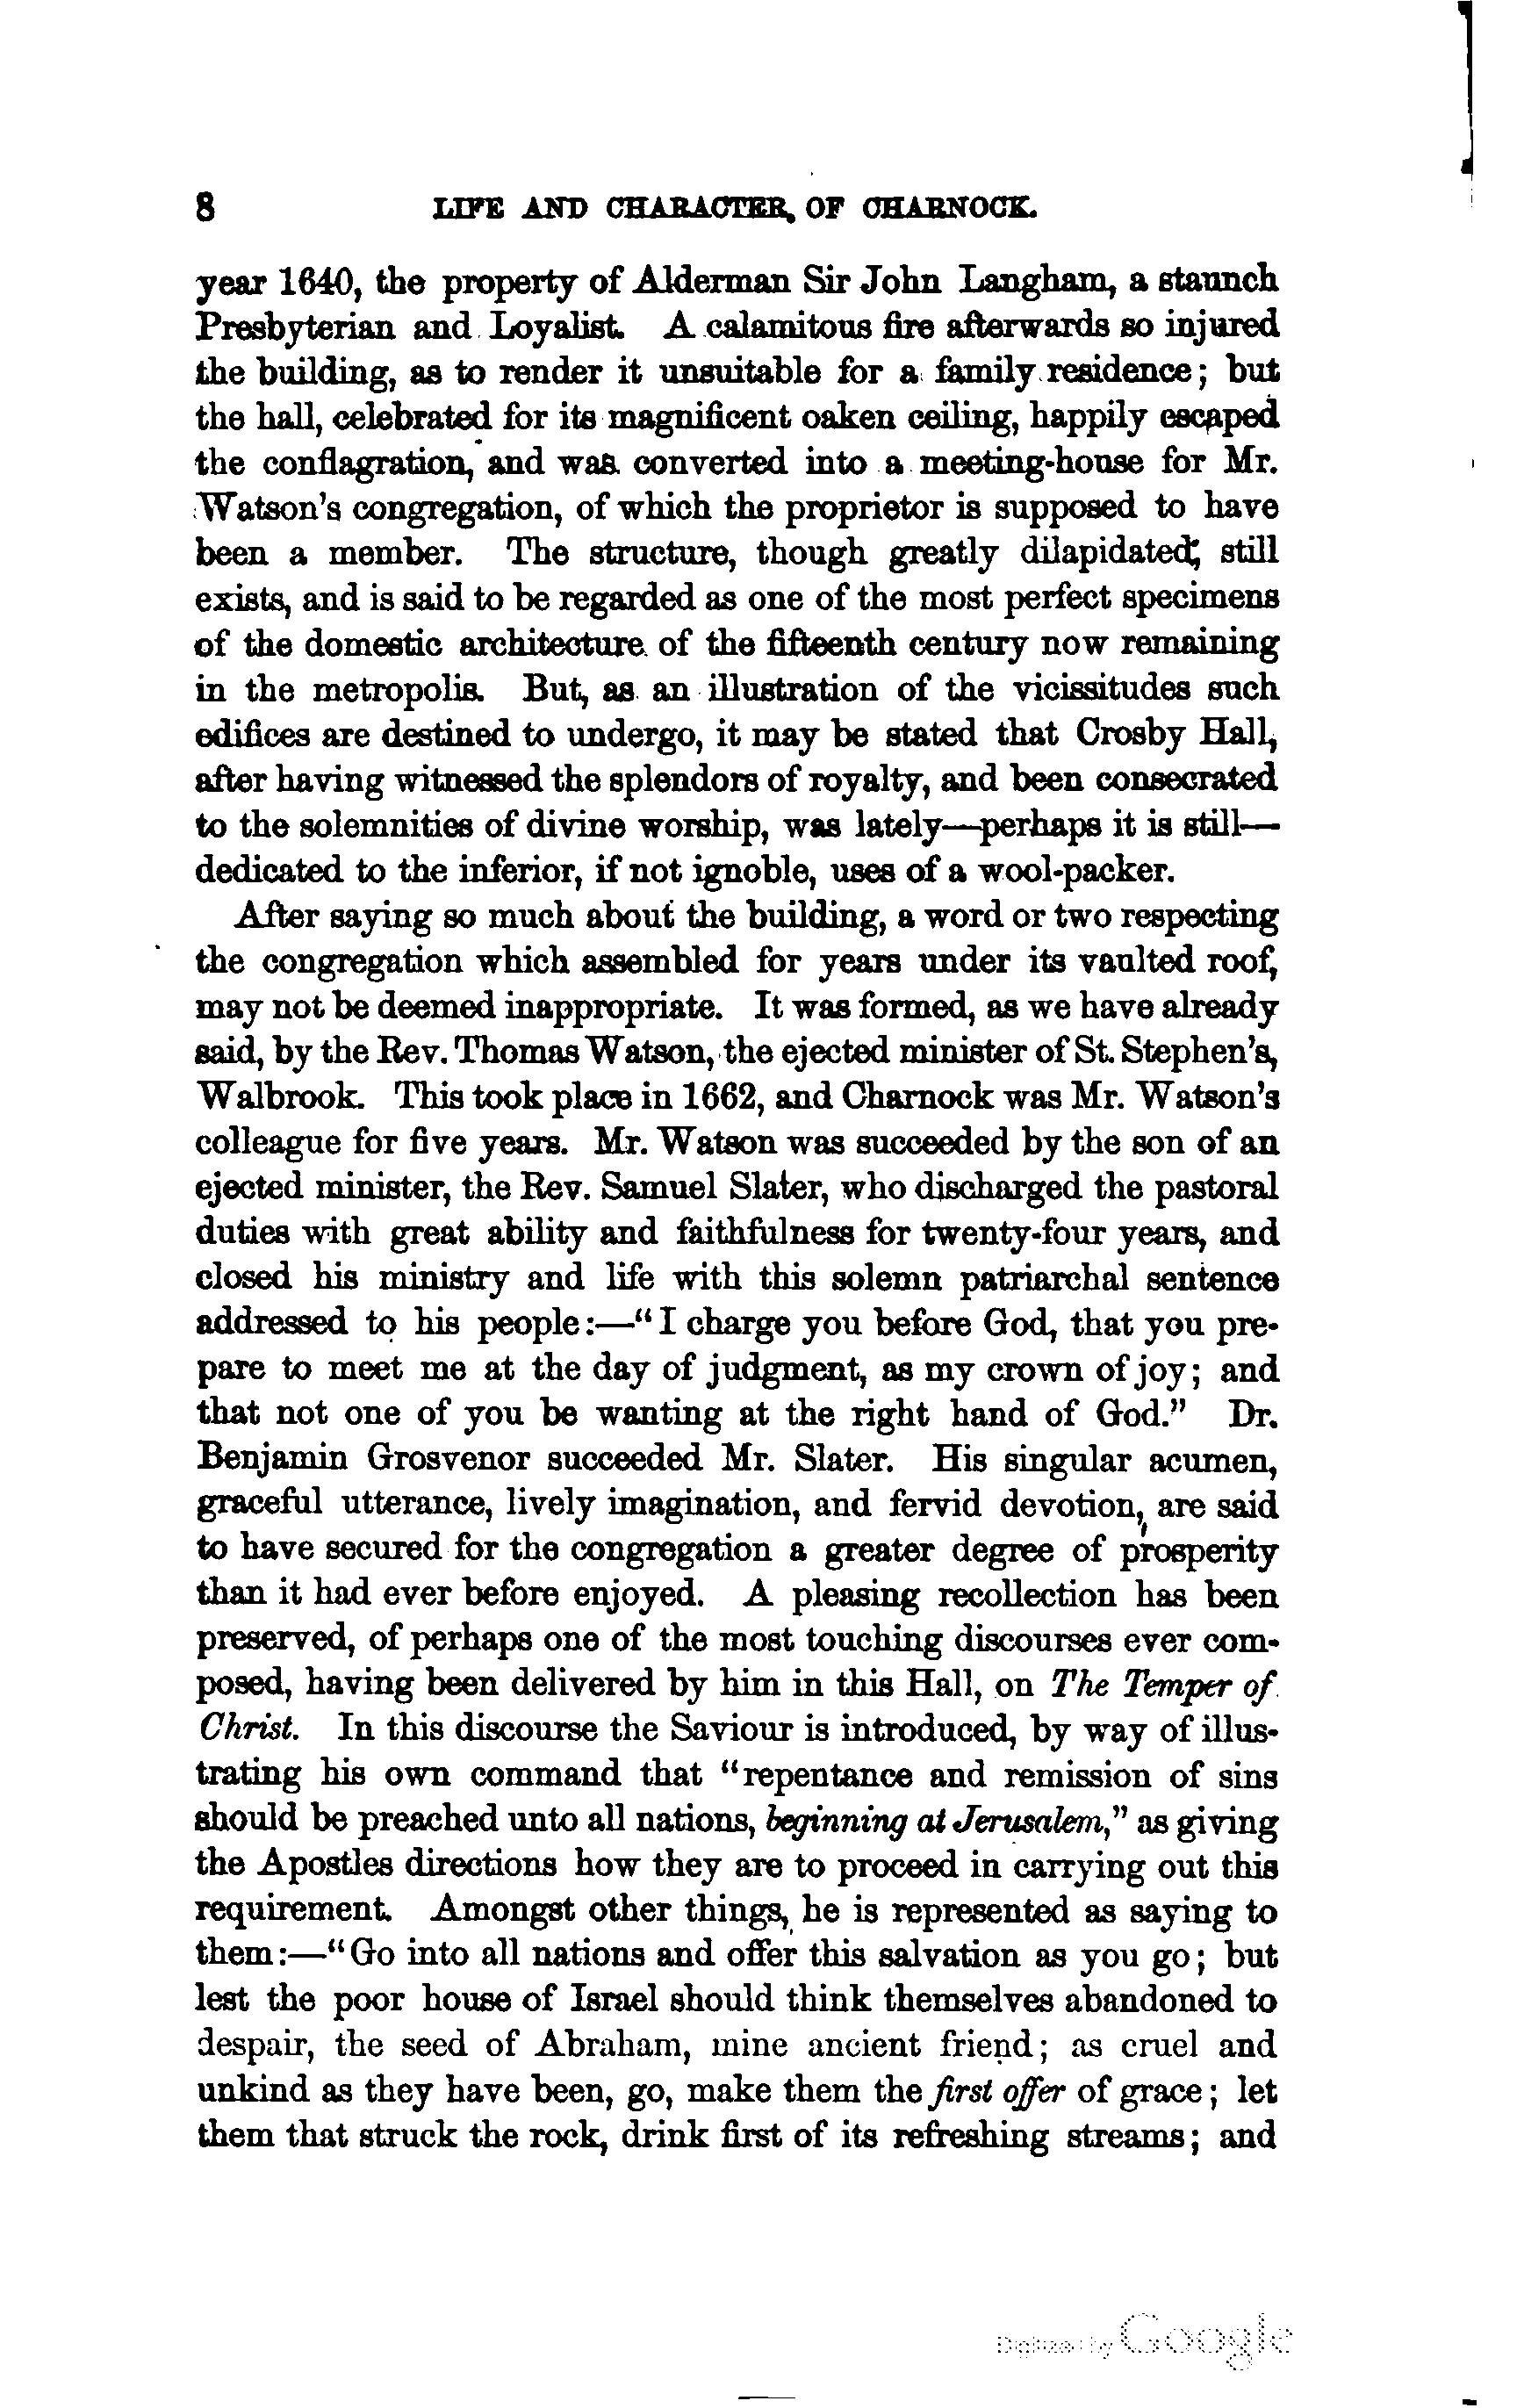 8 LIFE AND CHARACTER, OF CHARNOCK.
year 1640, the property of Alderman Sir John Langham, a staunch
Presbyterian and Loyalist. A calamitous fire afterwards so injured
the building, as to render it unsuitable for a family residence; but
the hall, celebrated for its magnificent oaken ceiling, happily escaped
the conflagration, and was converted into a meeting-house for Mr.
Watson's congregation, of which the proprietor is supposed to have
been a member. The structure, though greatly dilapidated, still
exists, and is said to be regarded as one of the most perfect specimens
of the domestic architecture of the fifteenth century now remaining
in the metropolis. But, as an illustration of the vicissitudes such
edifices are destined to undergo, it may be stated that Crosby Hall,
after having witnessed the splendors of royalty, and been consecrated
to the solemnities of divine worship, was lately—perhaps it is still—
dedicated to the inferior, if not ignoble, uses of a wool-packer.
After saying so much about the building, a word or two respecting
the congregation which assembled for years under its vaulted roof,
may not be deemed inappropriate. It was formed, as we have already
said, by the Rev. Thomas Watson, the ejected minister of St. Stephen's,
Walbrook. This took place in 1662, and Charnock was Mr. Watson's
colleague for five years. Mr. Watson was succeeded by the son of an
ejected minister, the Rev. Samuel Slater, who discharged the pastoral
duties with great ability and faithfulness for twenty-four years, and
closed his ministry and life with this solemn patriarchal sentence
addressed to his people:—"I charge you before God, that you pre-
pare to meet me at the day of judgment, as my crown of joy; and
that not one of you be wanting at the right hand of God." Dr.
Benjamin Grosvenor succeeded Mr. Slater. His singular acumen,
graceful utterance, lively imagination, and fervid devotion, are said
to have secured for the congregation a greater degree of prosperity
than it had ever before enjoyed. A pleasing recollection has been
preserved, of perhaps one of the most touching discourses ever com-
posed, having been delivered by him in this Hall, on The Temper of
Christ. In this discourse the Saviour is introduced, by way of illus-
trating his own command that "repentance and remission of sins
should be preached unto all nations, beginning at Jerusalem," as giving
the Apostles directions how they are to proceed in carrying out this
requirement. Amongst other things, he is represented as saying to
them:—"Go into all nations and offer this salvation as you go; but
lest the poor house of Israel should think themselves abandoned to
despair, the seed of Abraham, mine ancient friend; as cruel and
unkind as they have been, go, make them the first offer of grace; let
them that struck the rock, drink first of its refreshing streams; and
Digitized by Google